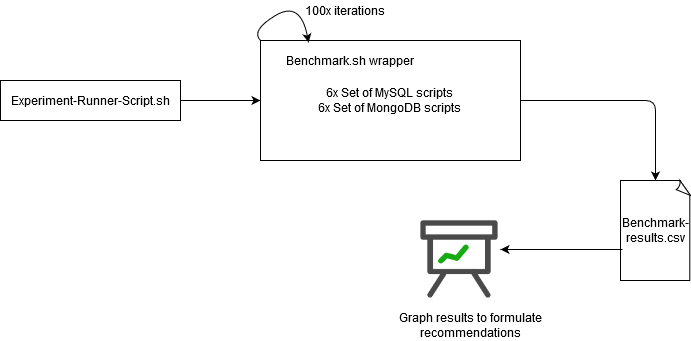 100x iterations
Benchmark.sh wrapper
6x Set of MySQL scripts
6x Set of MongoDB scripts
Experiment-Runner-Script.sh
Benchmark-
results.csv
Graph results to formulate
recommendations